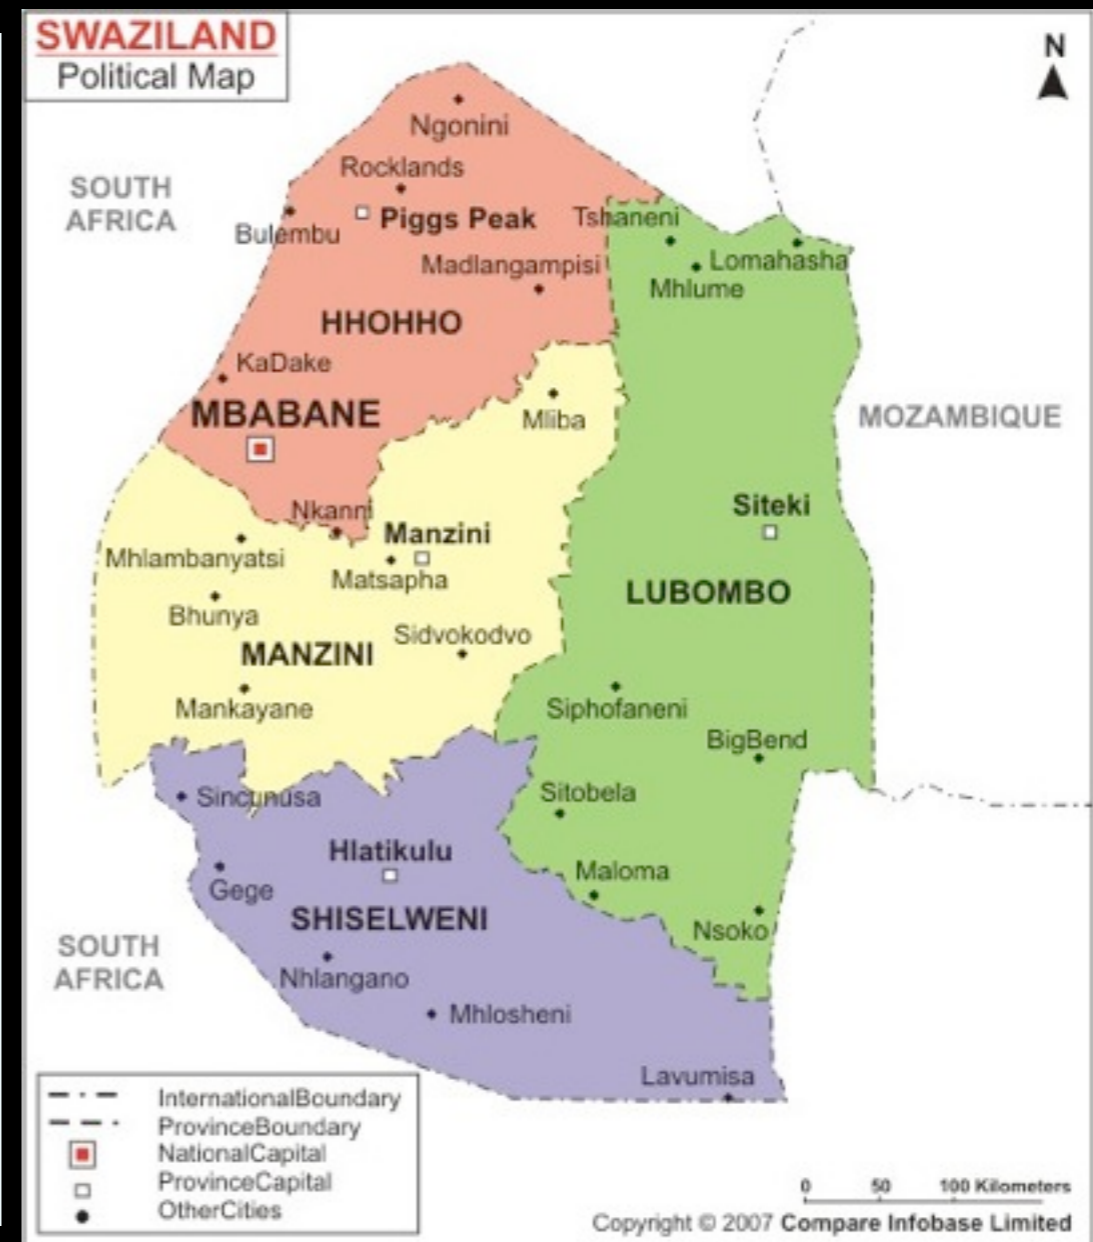 SWAZILAND
Political Map
N
Ngonini
Rocklands
SOUTH
AFRICA
Piggs Peak
Tshaneni
Bulembu
Madlangampisi
Lomahasha
Mhlume
HHOHHO
KaDake
MBABANE
Mliba
MOZAMBIQUE
Nkanni
Manzini
Siteki
Mhlambanyatsi
Matsapha
LUBOMBO
Bhunya
Sidvokodvo
MANZINI
Mankayane
Siphofaneni
BigBend
Sincunusa
Sitobela
Hlatikulu
Maloma
Gege
SHISELWENI
Nsoko
SOUTH
AFRICA
Nhlangano
Mhlosheni
Lavumisa
InternationalBoundary
ProvinceBoundary
NationalCapital
ProvinceCapital
OtherCities
0 50 100 Kilometers
Copyright © 2007 Compare Infobase Limited